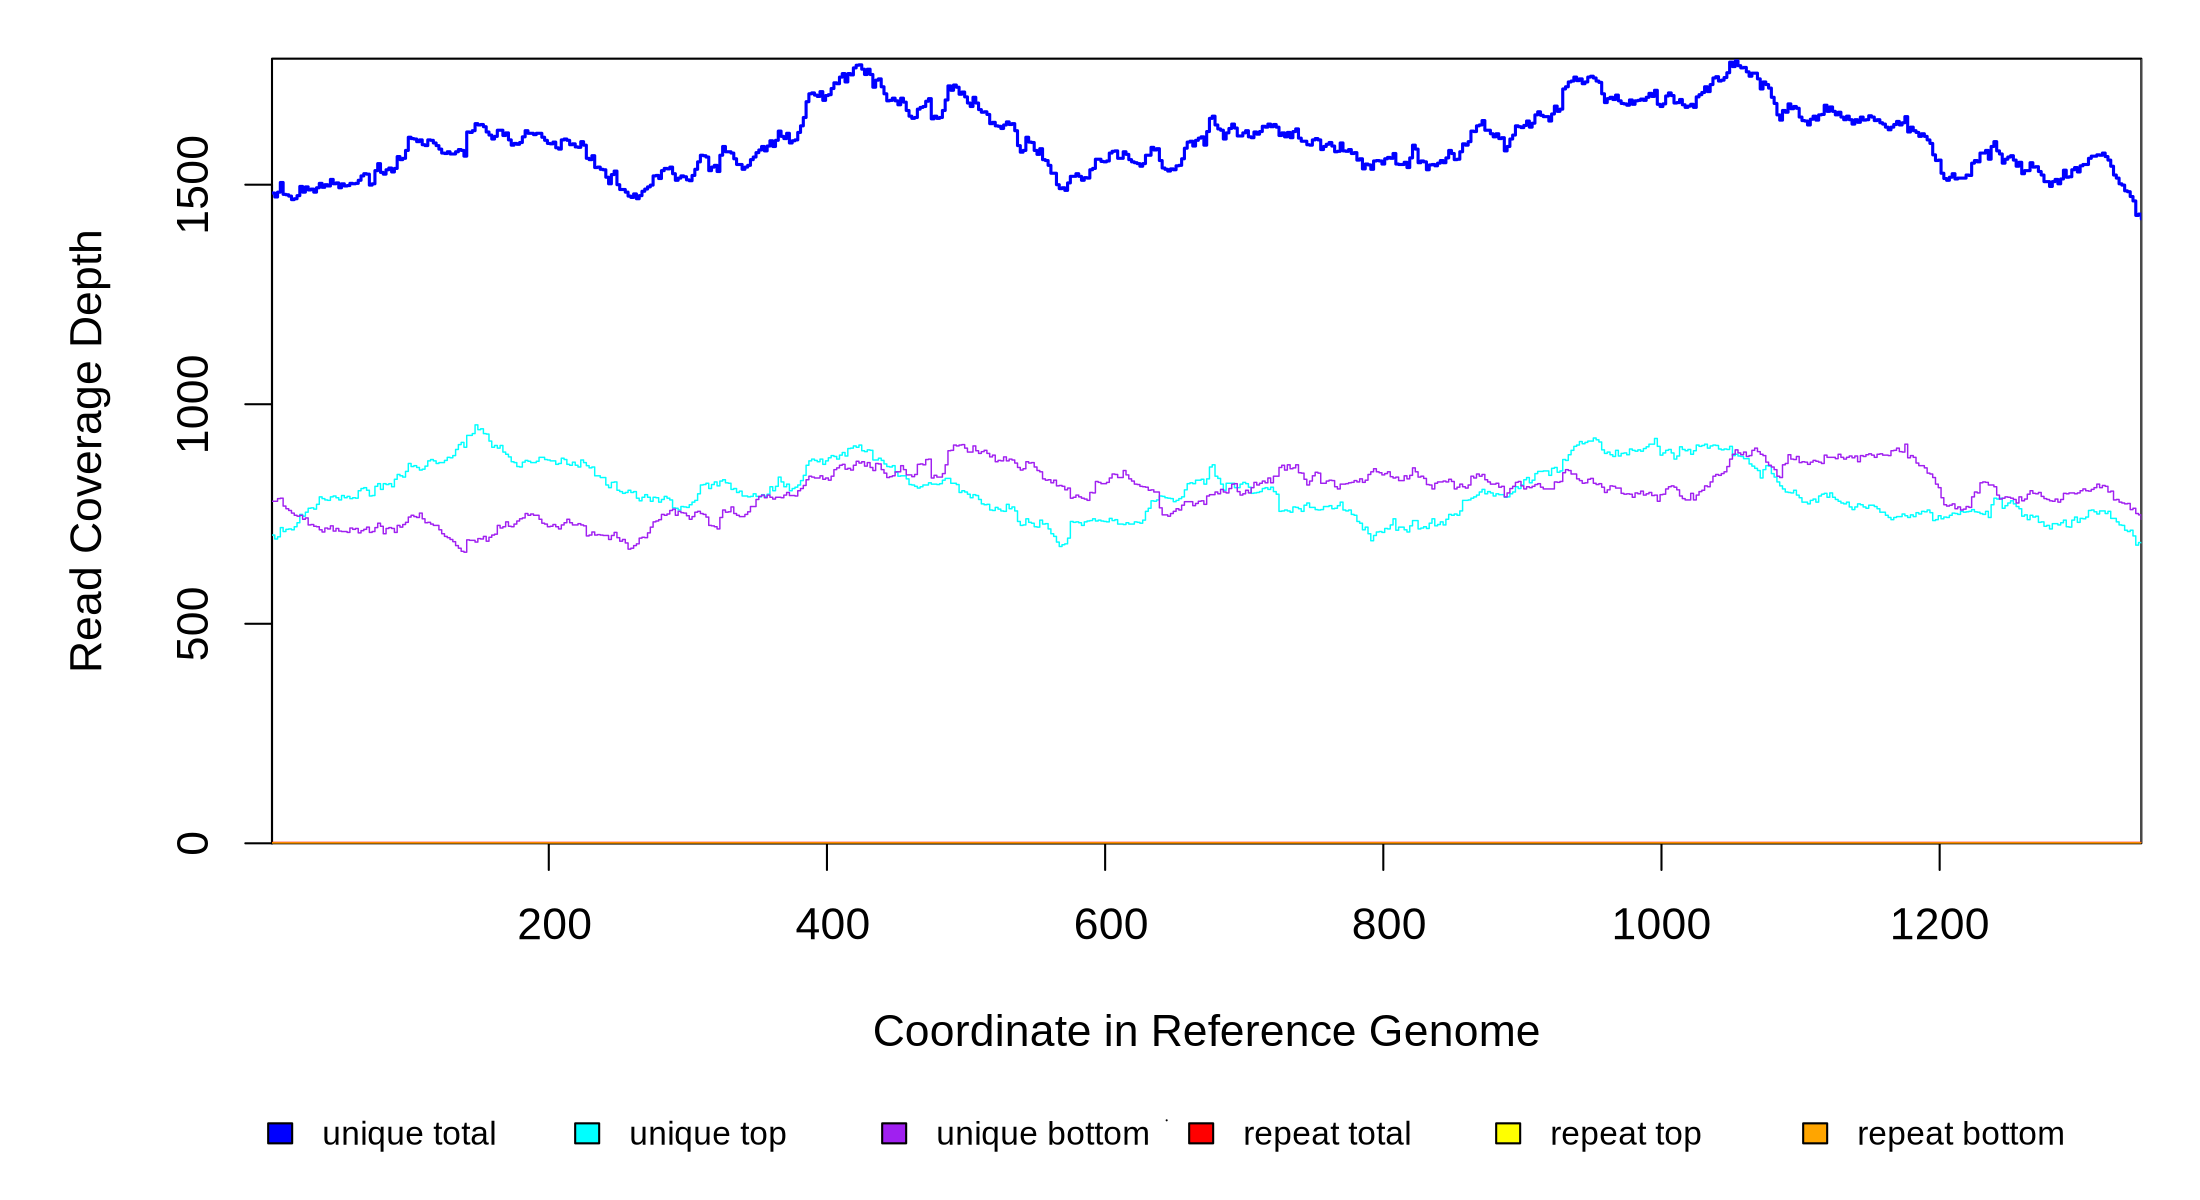 Read Coverage Depth
1500
1000
500
0
200 400 600 800 1000 1200
Coordinate in Reference Genome
unique total unique top unique bottom repeat total repeat top repeat bottom